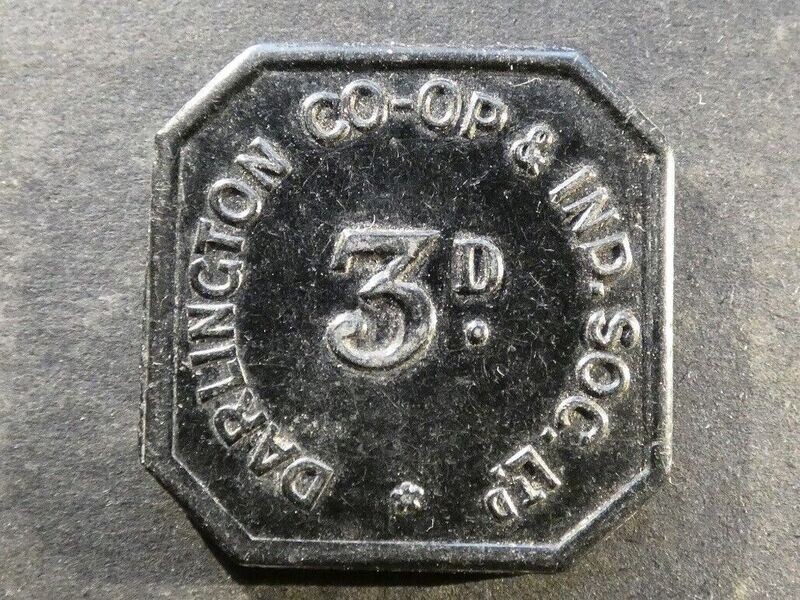 DARLINGTON CO-OP & IND. SOC. LTD
3D.